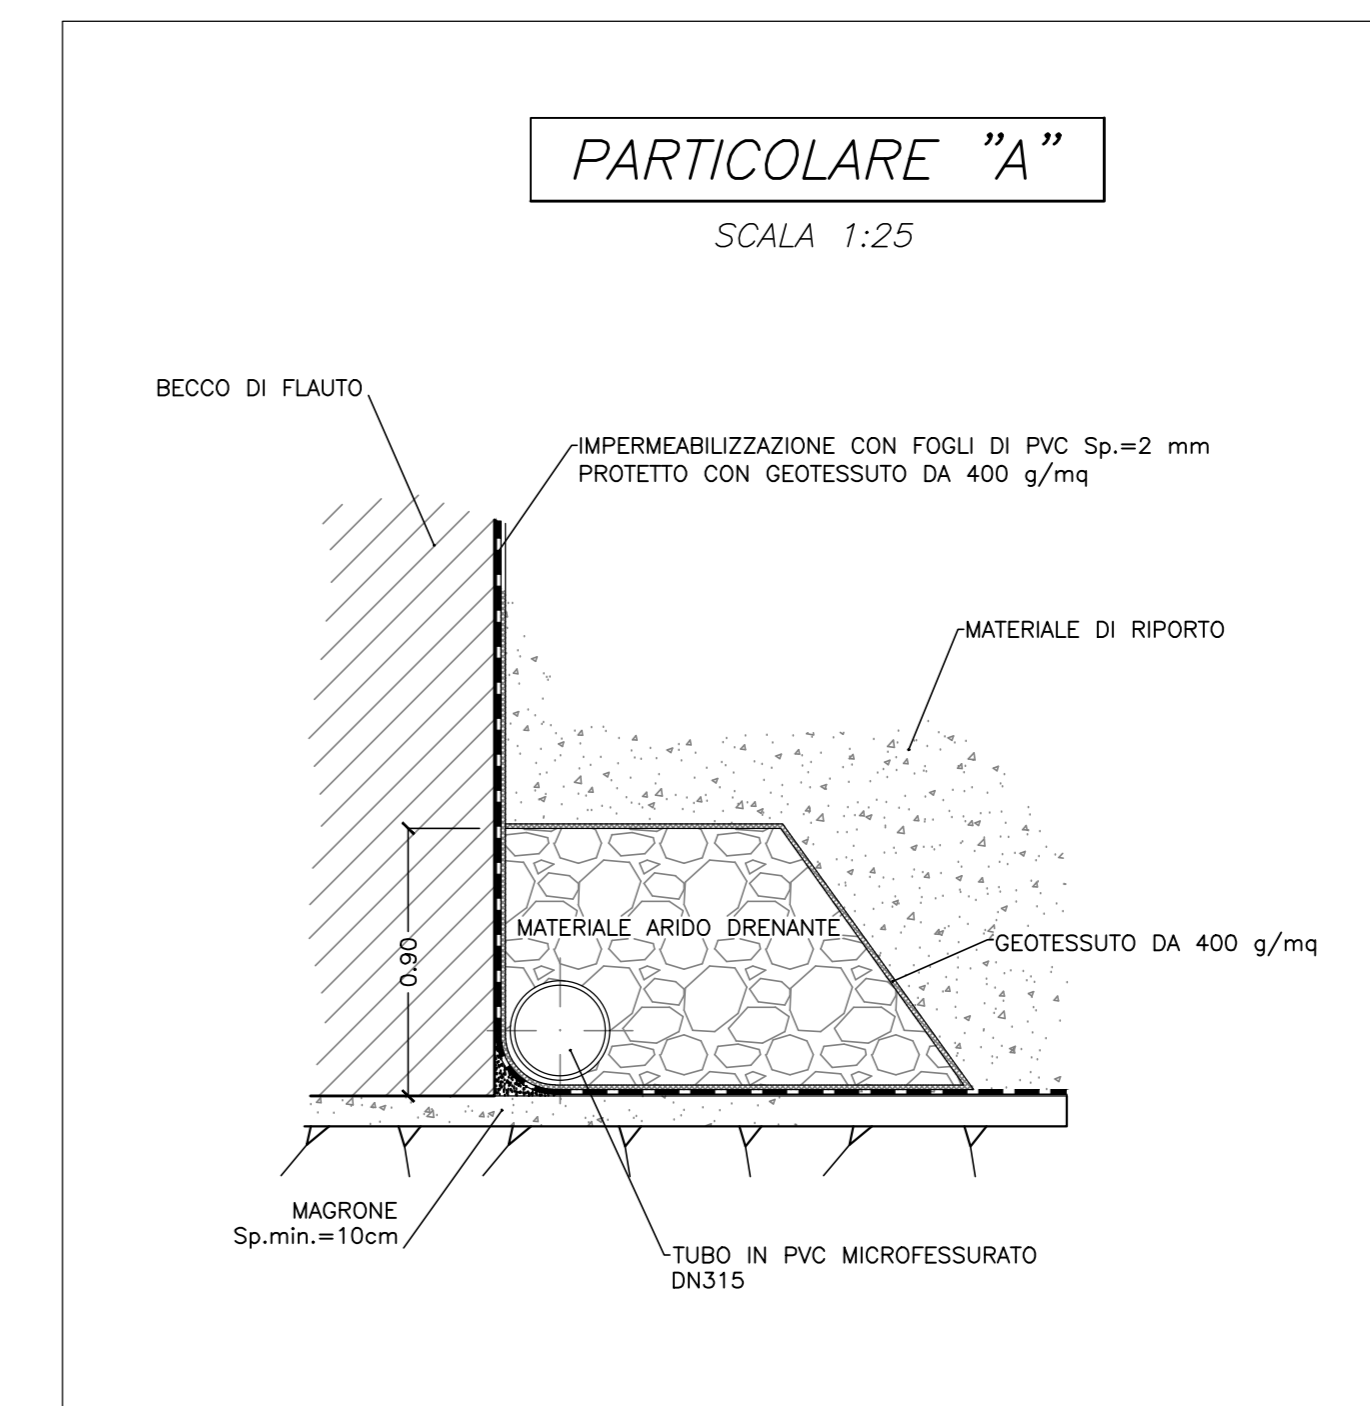 PARTICOLARE "A"
SCALA 1:25
BECCO DI FLAUTO
IMPERMEABILIZZAZIONE CON FOGLI DI PVC Sp.=2 mm
PROTETTO CON GEOTESSUTO DA 400 g/mq
MATERIALE DI RIPORTO
MATERIALE ARIDO DRENANTE
GEOTESSUTO DA 400 g/mq
0.90
MAGRONE
Sp.min.=10cm
TUBO IN PVC MICROFESSURATO
DN315